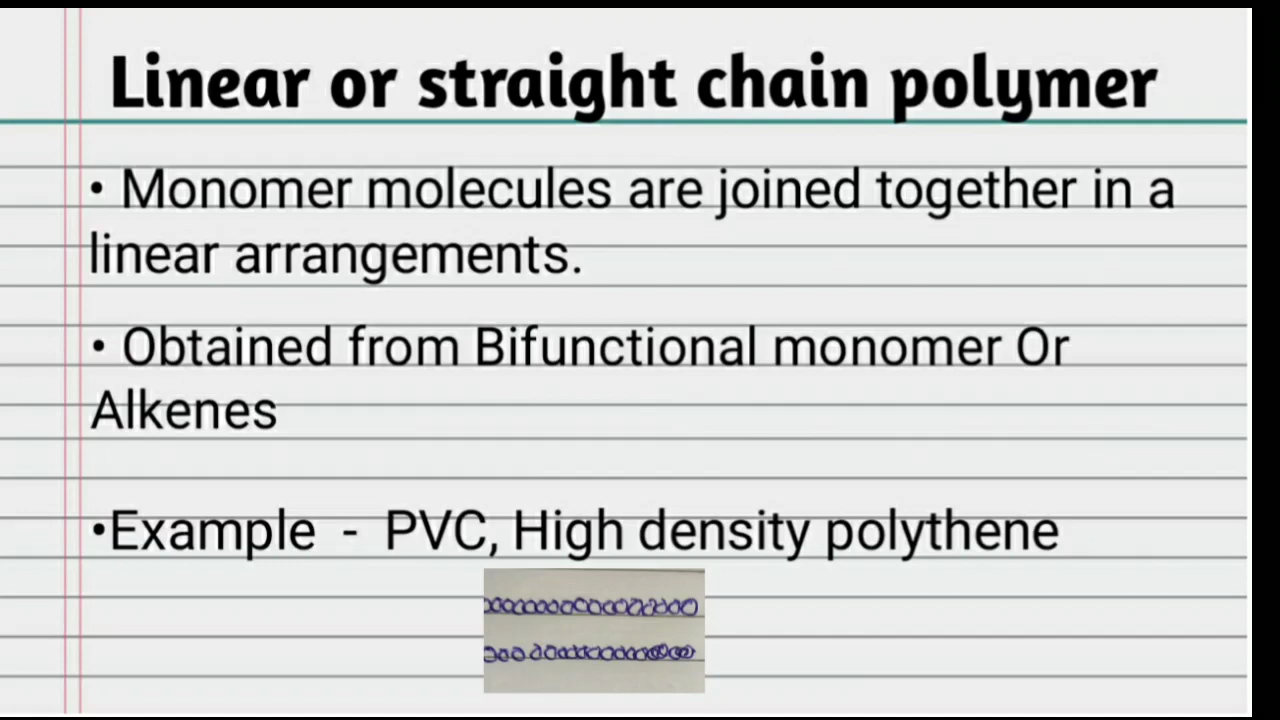 Linear or straight chain polymer
• Monomer molecules are joined together in a
linear arrangements.
• Obtained from Bifunctional monomer Or
Alkenes
•Example - PVC, High density polythene